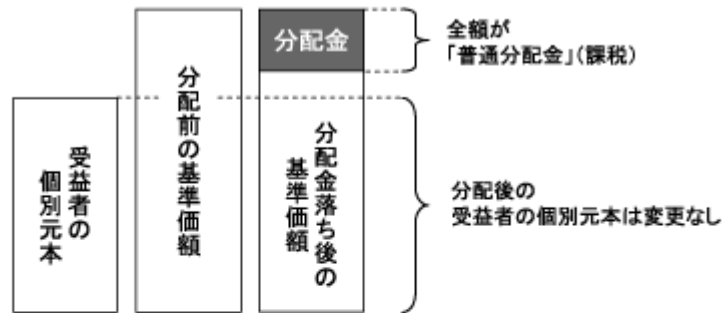 受益者の
個別元本
分配前の基準価額
分配金
分配金落ち後の
基準価額
全額が
「普通分配金」(課税)
分配後の
受益者の個別元本は変更なし